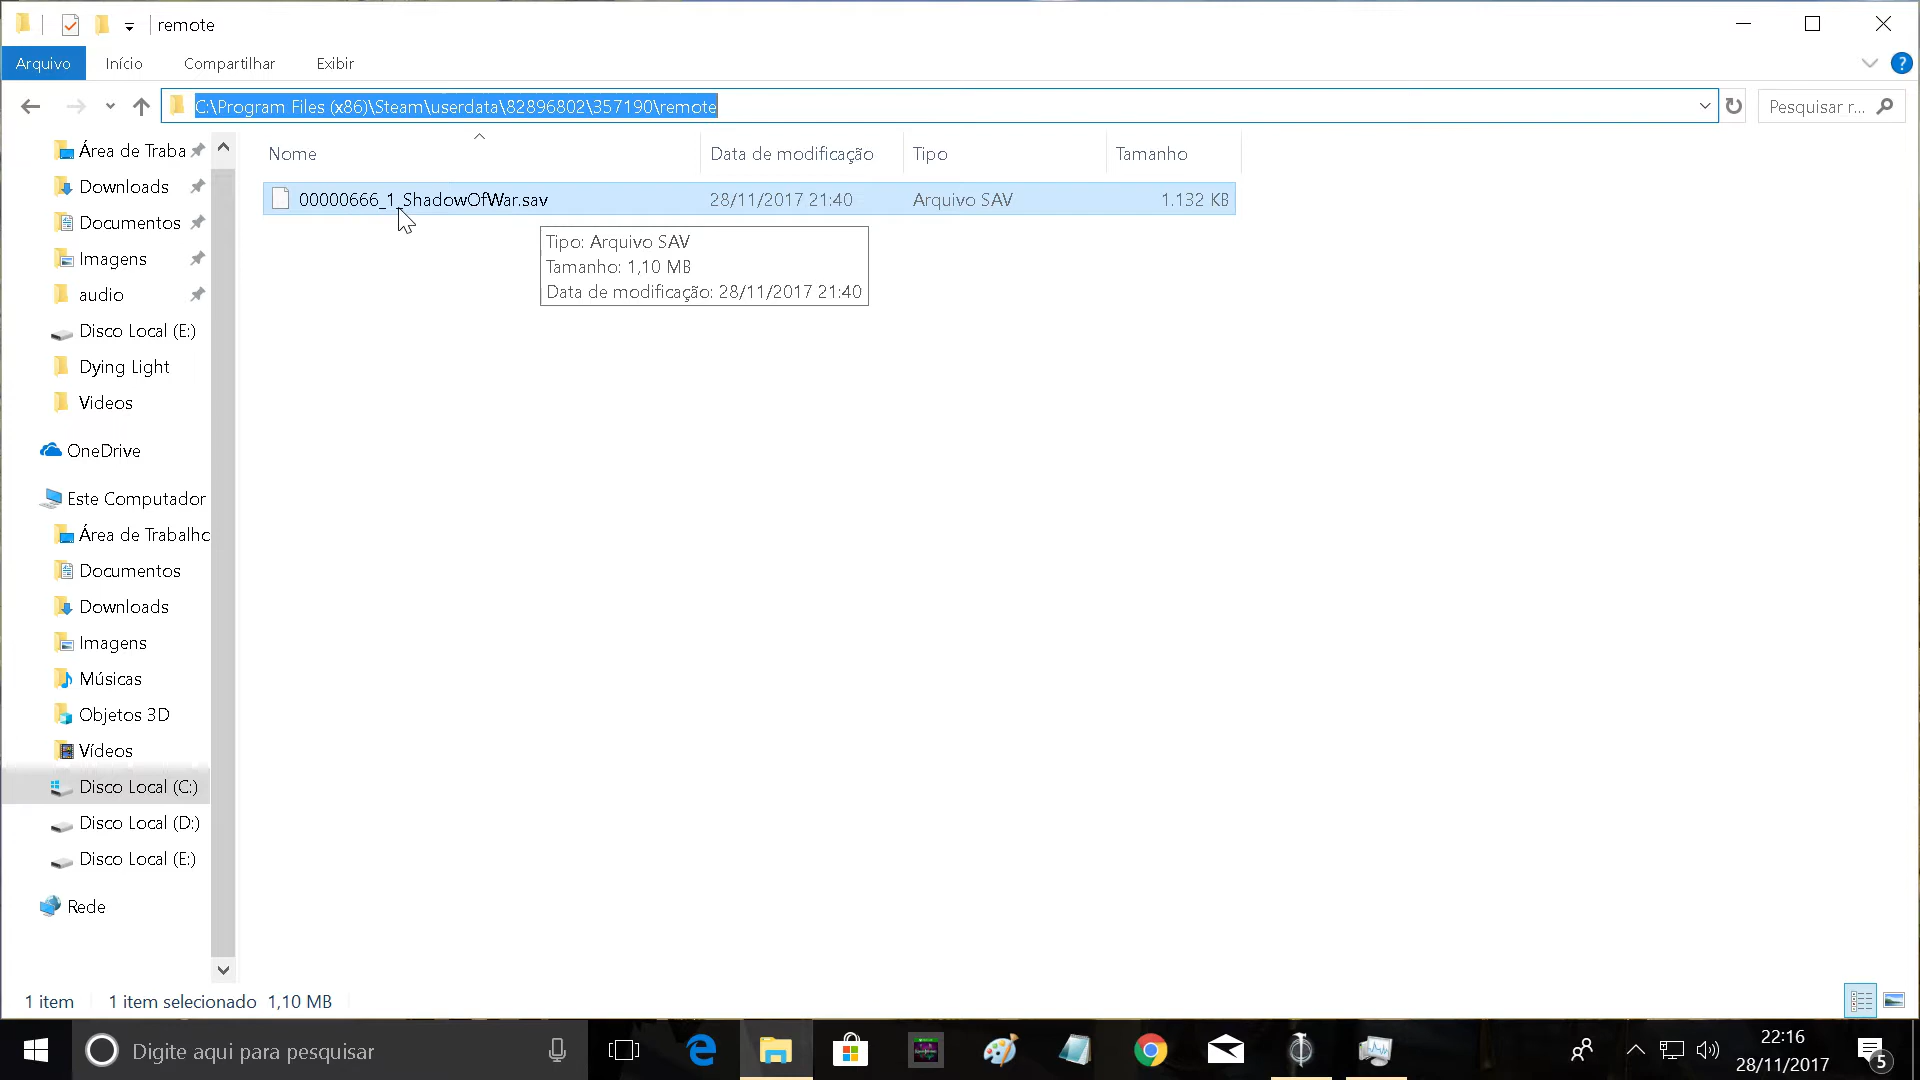 remote
Arquivo Início Compartilhar Exibir
?
C:\Program Files (x86)\Steam\userdata\82896802\357190\remote
Pesquisar r...
Nome Data de modificação Tipo Tamanho
00000666_1_ShadowOfWar.sav 28/11/2017 21:40 Arquivo SAV 1.132 KB
Tipo: Arquivo SAV
Tamanho: 1,10 MB
Data de modificação: 28/11/2017 21:40
Área de Traba
Downloads
Documentos
Imagens
audio
Disco Local (E:)
Dying Light
Videos
OneDrive
Este Computador
Área de Trabalho
Documentos
Downloads
Imagens
Músicas
Objetos 3D
Vídeos
Disco Local (C:)
Disco Local (D:)
Disco Local (E:)
Rede
1 item 1 item selecionado 1,10 MB
Digite aqui para pesquisar
22:16
28/11/2017
5